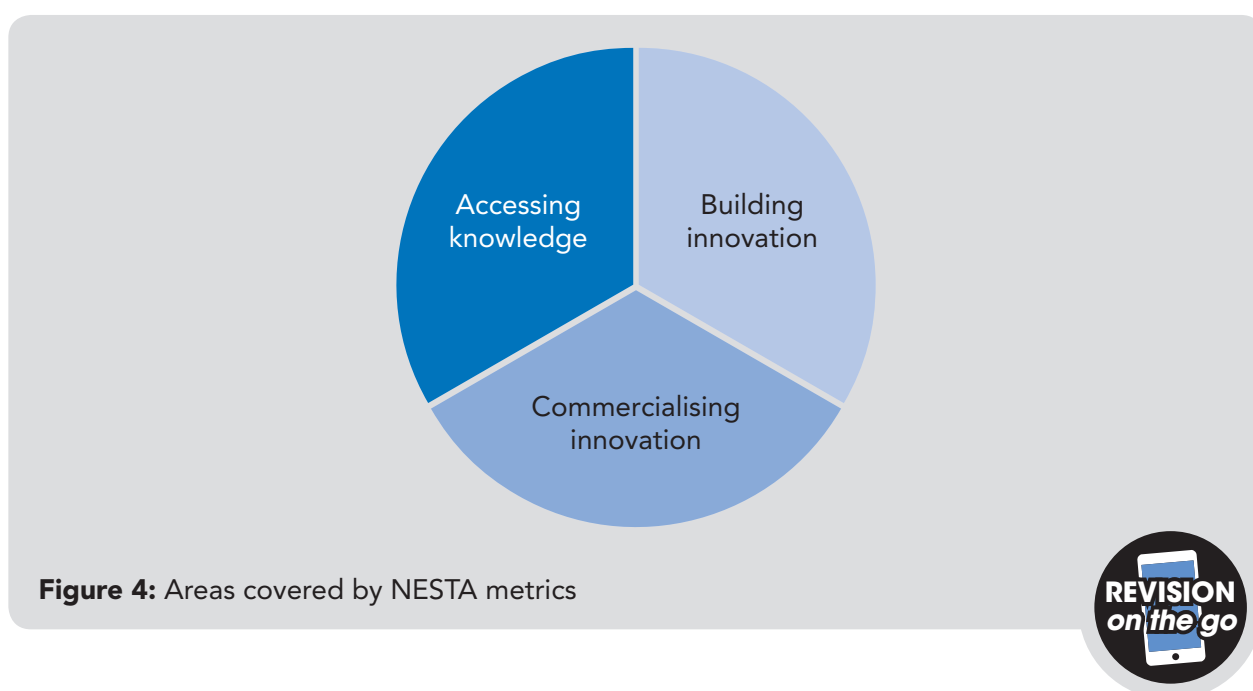 Accessing
knowledge
Building
innovation
Commercialising
innovation
Figure 4: Areas covered by NESTA metrics
REVISION
on the go